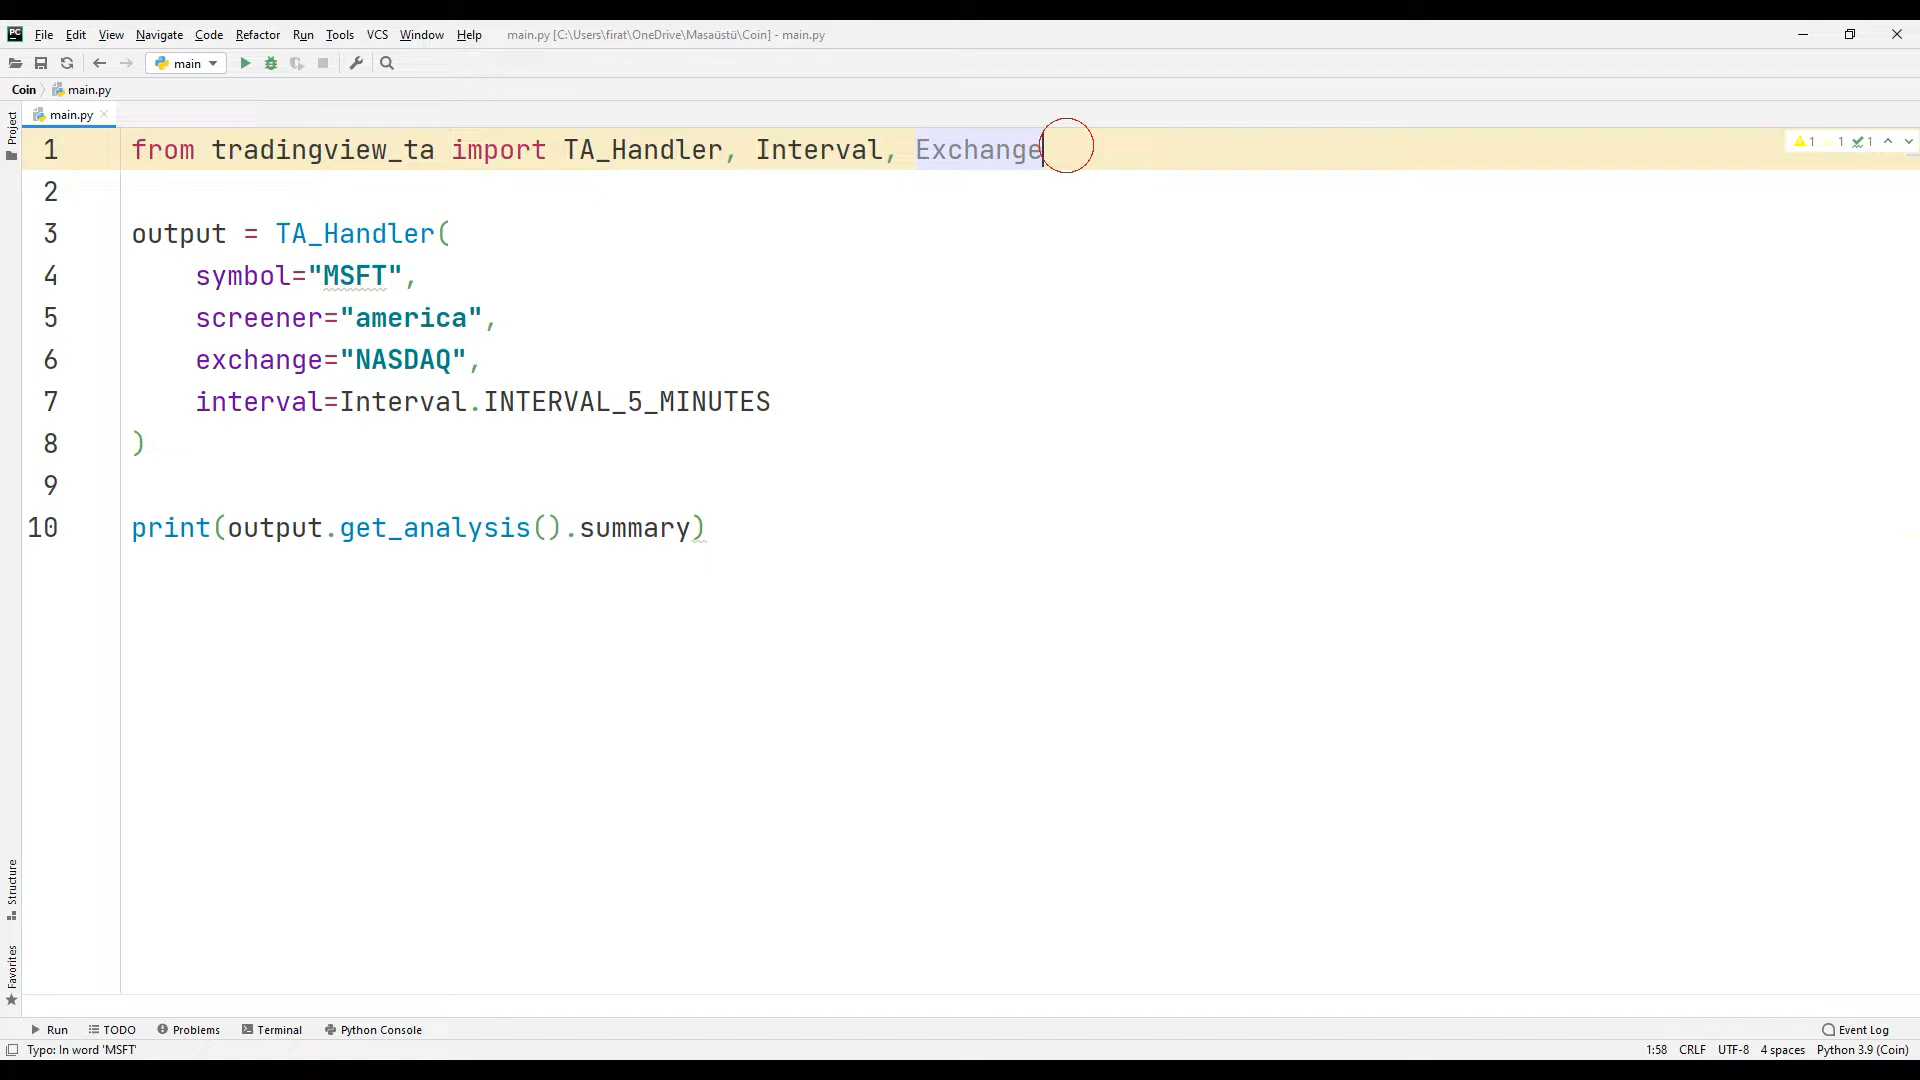 File Edit View Navigate Code Refactor Run Tools VCS Window Help main.py [C:\Users\firat\OneDrive\Masaüstü\Coin] - main.py
main
Coin main.py
main.py
Project
1 from tradingview_ta import TA_Handler, Interval, Exchange
1 1 1
2
3 output = TA_Handler(
4 symbol="MSFT",
5 screener="america",
6 exchange="NASDAQ",
7 interval=Interval.INTERVAL_5_MINUTES
8 )
9
10 print(output.get_analysis().summary)
Structure
Favorites
Run TODO Problems Terminal Python Console Event Log
Typo: In word 'MSFT' 1:58 CRLF UTF-8 4 spaces Python 3.9 (Coin)